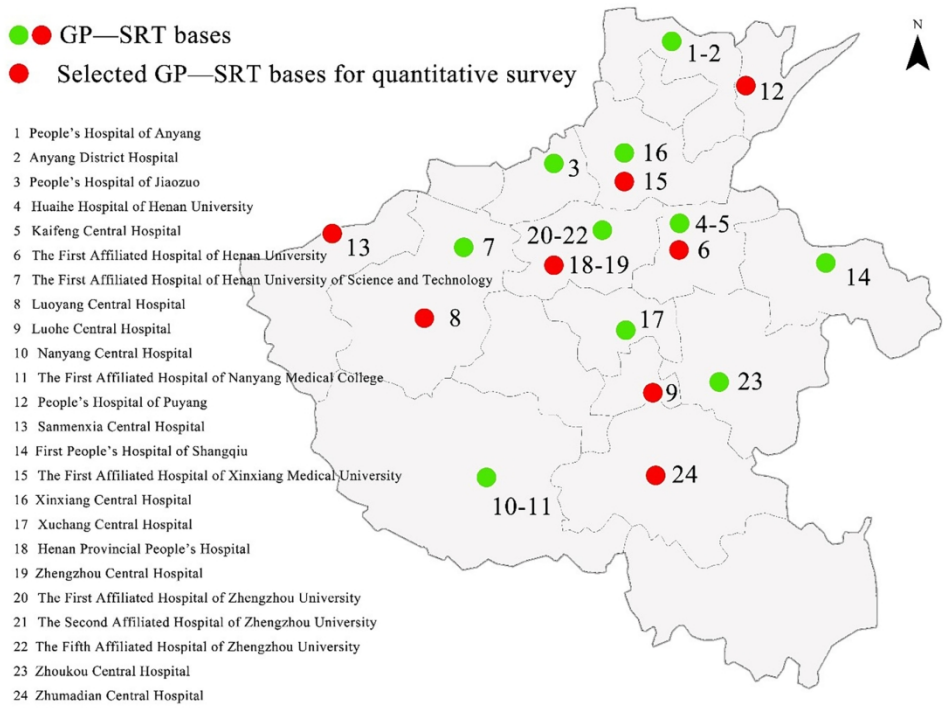 GP—SRT bases
Selected GP—SRT bases for quantitative survey
N
1 People's Hospital of Anyang
2 Anyang District Hospital
3 People's Hospital of Jiaozuo
4 Huaihe Hospital of Henan University
5 Kaifeng Central Hospital
6 The First Affiliated Hospital of Henan University
7 The First Affiliated Hospital of Henan University of Science and Technology
8 Luoyang Central Hospital
9 Luohe Central Hospital
10 Nanyang Central Hospital
11 The First Affiliated Hospital of Nanyang Medical College
12 People's Hospital of Puyang
13 Sanmenxia Central Hospital
14 First People's Hospital of Shangqiu
15 The First Affiliated Hospital of Xinxiang Medical University
16 Xinxiang Central Hospital
17 Xuchang Central Hospital
18 Henan Provincial People's Hospital
19 Zhengzhou Central Hospital
20 The First Affiliated Hospital of Zhengzhou University
21 The Second Affiliated Hospital of Zhengzhou University
22 The Fifth Affiliated Hospital of Zhengzhou University
23 Zhoukou Central Hospital
24 Zhumadian Central Hospital
1-2
12
16
3
15
4-5
20-22
13
7
6
18-19
14
8
17
23
9
24
10-11